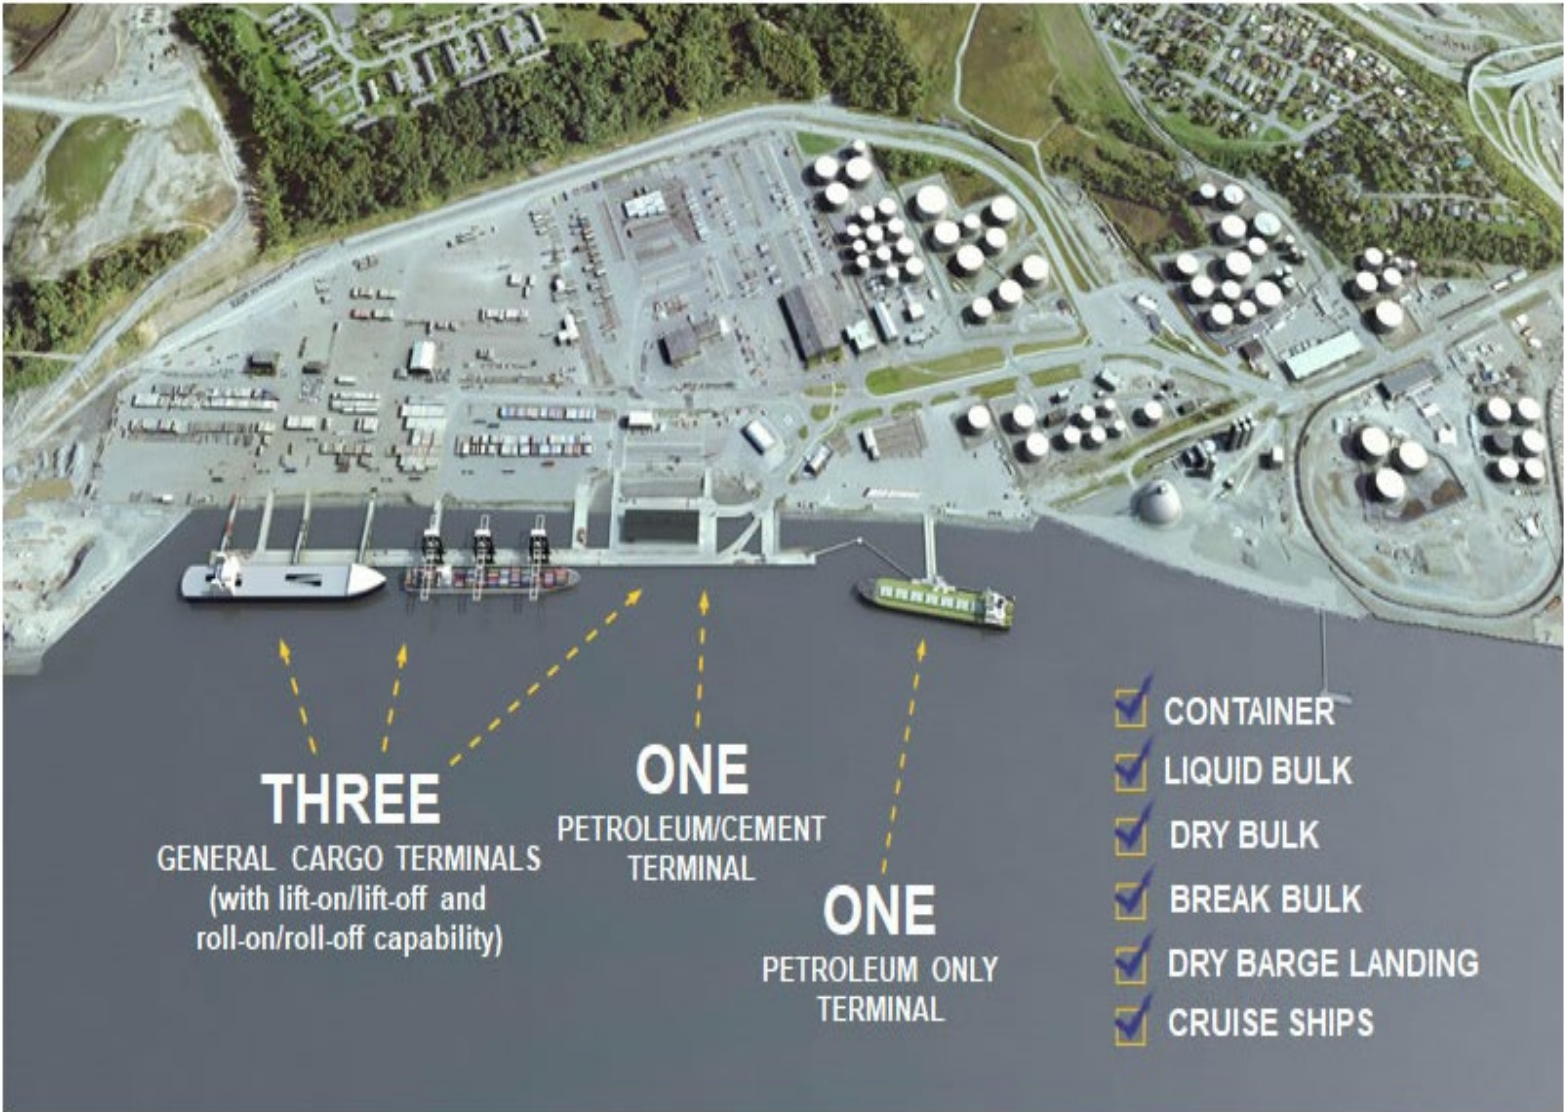 THREE
GENERAL CARGO TERMINALS
(with lift-on/lift-off and
roll-on/roll-off capability)
ONE
PETROLEUM/CEMENT
TERMINAL
ONE
PETROLEUM ONLY
TERMINAL
CONTAINER
LIQUID BULK
DRY BULK
BREAK BULK
DRY BARGE LANDING
CRUISE SHIPS